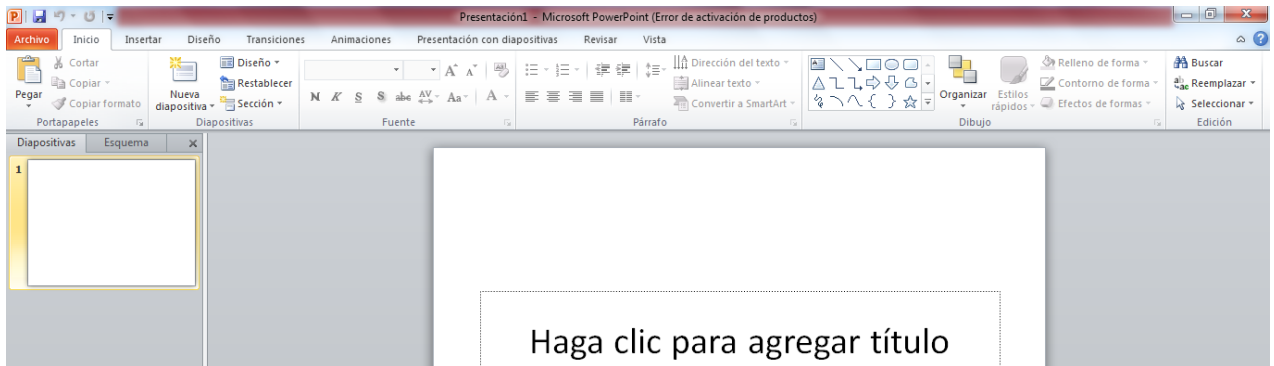 Presentación1 - Microsoft PowerPoint (Error de activación de productos)
Archivo Inicio Insertar Diseño Transiciones Animaciones Presentación con diapositivas Revisar Vista
Pegar
Cortar
Copiar
Copiar formato
Portapapeles
Nueva diapositiva
Diseño
Restablecer
Sección
Diapositivas
N K S S abc AV Aa A
Fuente
Dirección del texto
Alinear texto
Convertir a SmartArt
Párrafo
Organizar
Estilos rápidos
Relleno de forma
Contorno de forma
Efectos de formas
Dibujo
Buscar
Reemplazar
Seleccionar
Edición
Diapositivas Esquema
1
Haga clic para agregar título